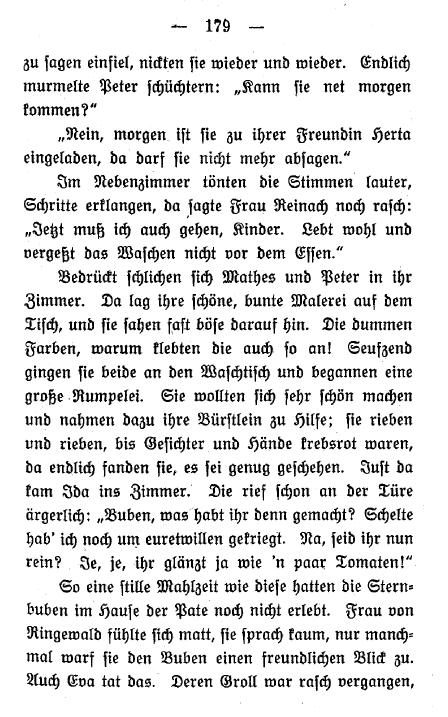 — 179 —
zu sagen einfiel, nickten sie wieder und wieder. Endlich
murmelte Peter schüchtern: „Kann sie net morgen
kommen?“
„Nein, morgen ist sie zu ihrer Freundin Herta
eingeladen, da darf sie nicht mehr absagen.“
Im Nebenzimmer tönten die Stimmen lauter,
Schritte erklangen, da sagte Frau Reinach noch rasch:
„Jetzt muß ich auch gehen, Kinder. Lebt wohl und
vergeßt das Waschen nicht vor dem Essen.“
Bedrückt schlichen sich Mathes und Peter in ihr
Zimmer. Da lag ihre schöne, bunte Malerei auf dem
Tisch, und sie sahen fast böse darauf hin. Die dummen
Farben, warum klebten die auch so an! Seufzend
gingen sie beide an den Waschtisch und begannen eine
große Rumpelei. Sie wollten sich sehr schön machen
und nahmen dazu ihre Bürstlein zu Hilfe; sie rieben
und rieben, bis Gesichter und Hände krebsrot waren,
da endlich fanden sie, es sei genug geschehen. Just da
kam Ida ins Zimmer. Die rief schon an der Türe
ärgerlich: „Buben, was habt ihr denn gemacht? Schelte
hab' ich noch um euretwillen gekriegt. Na, seid ihr nun
rein? Je, je, ihr glänzt ja wie 'n paar Tomaten!“
So eine stille Mahlzeit wie diese hatten die Stern-
buben im Hause der Pate noch nicht erlebt. Frau von
Ringewald fühlte sich matt, sie sprach kaum, nur manch-
mal warf sie den Buben einen freundlichen Blick zu.
Auch Eva tat das. Deren Groll war rasch vergangen,